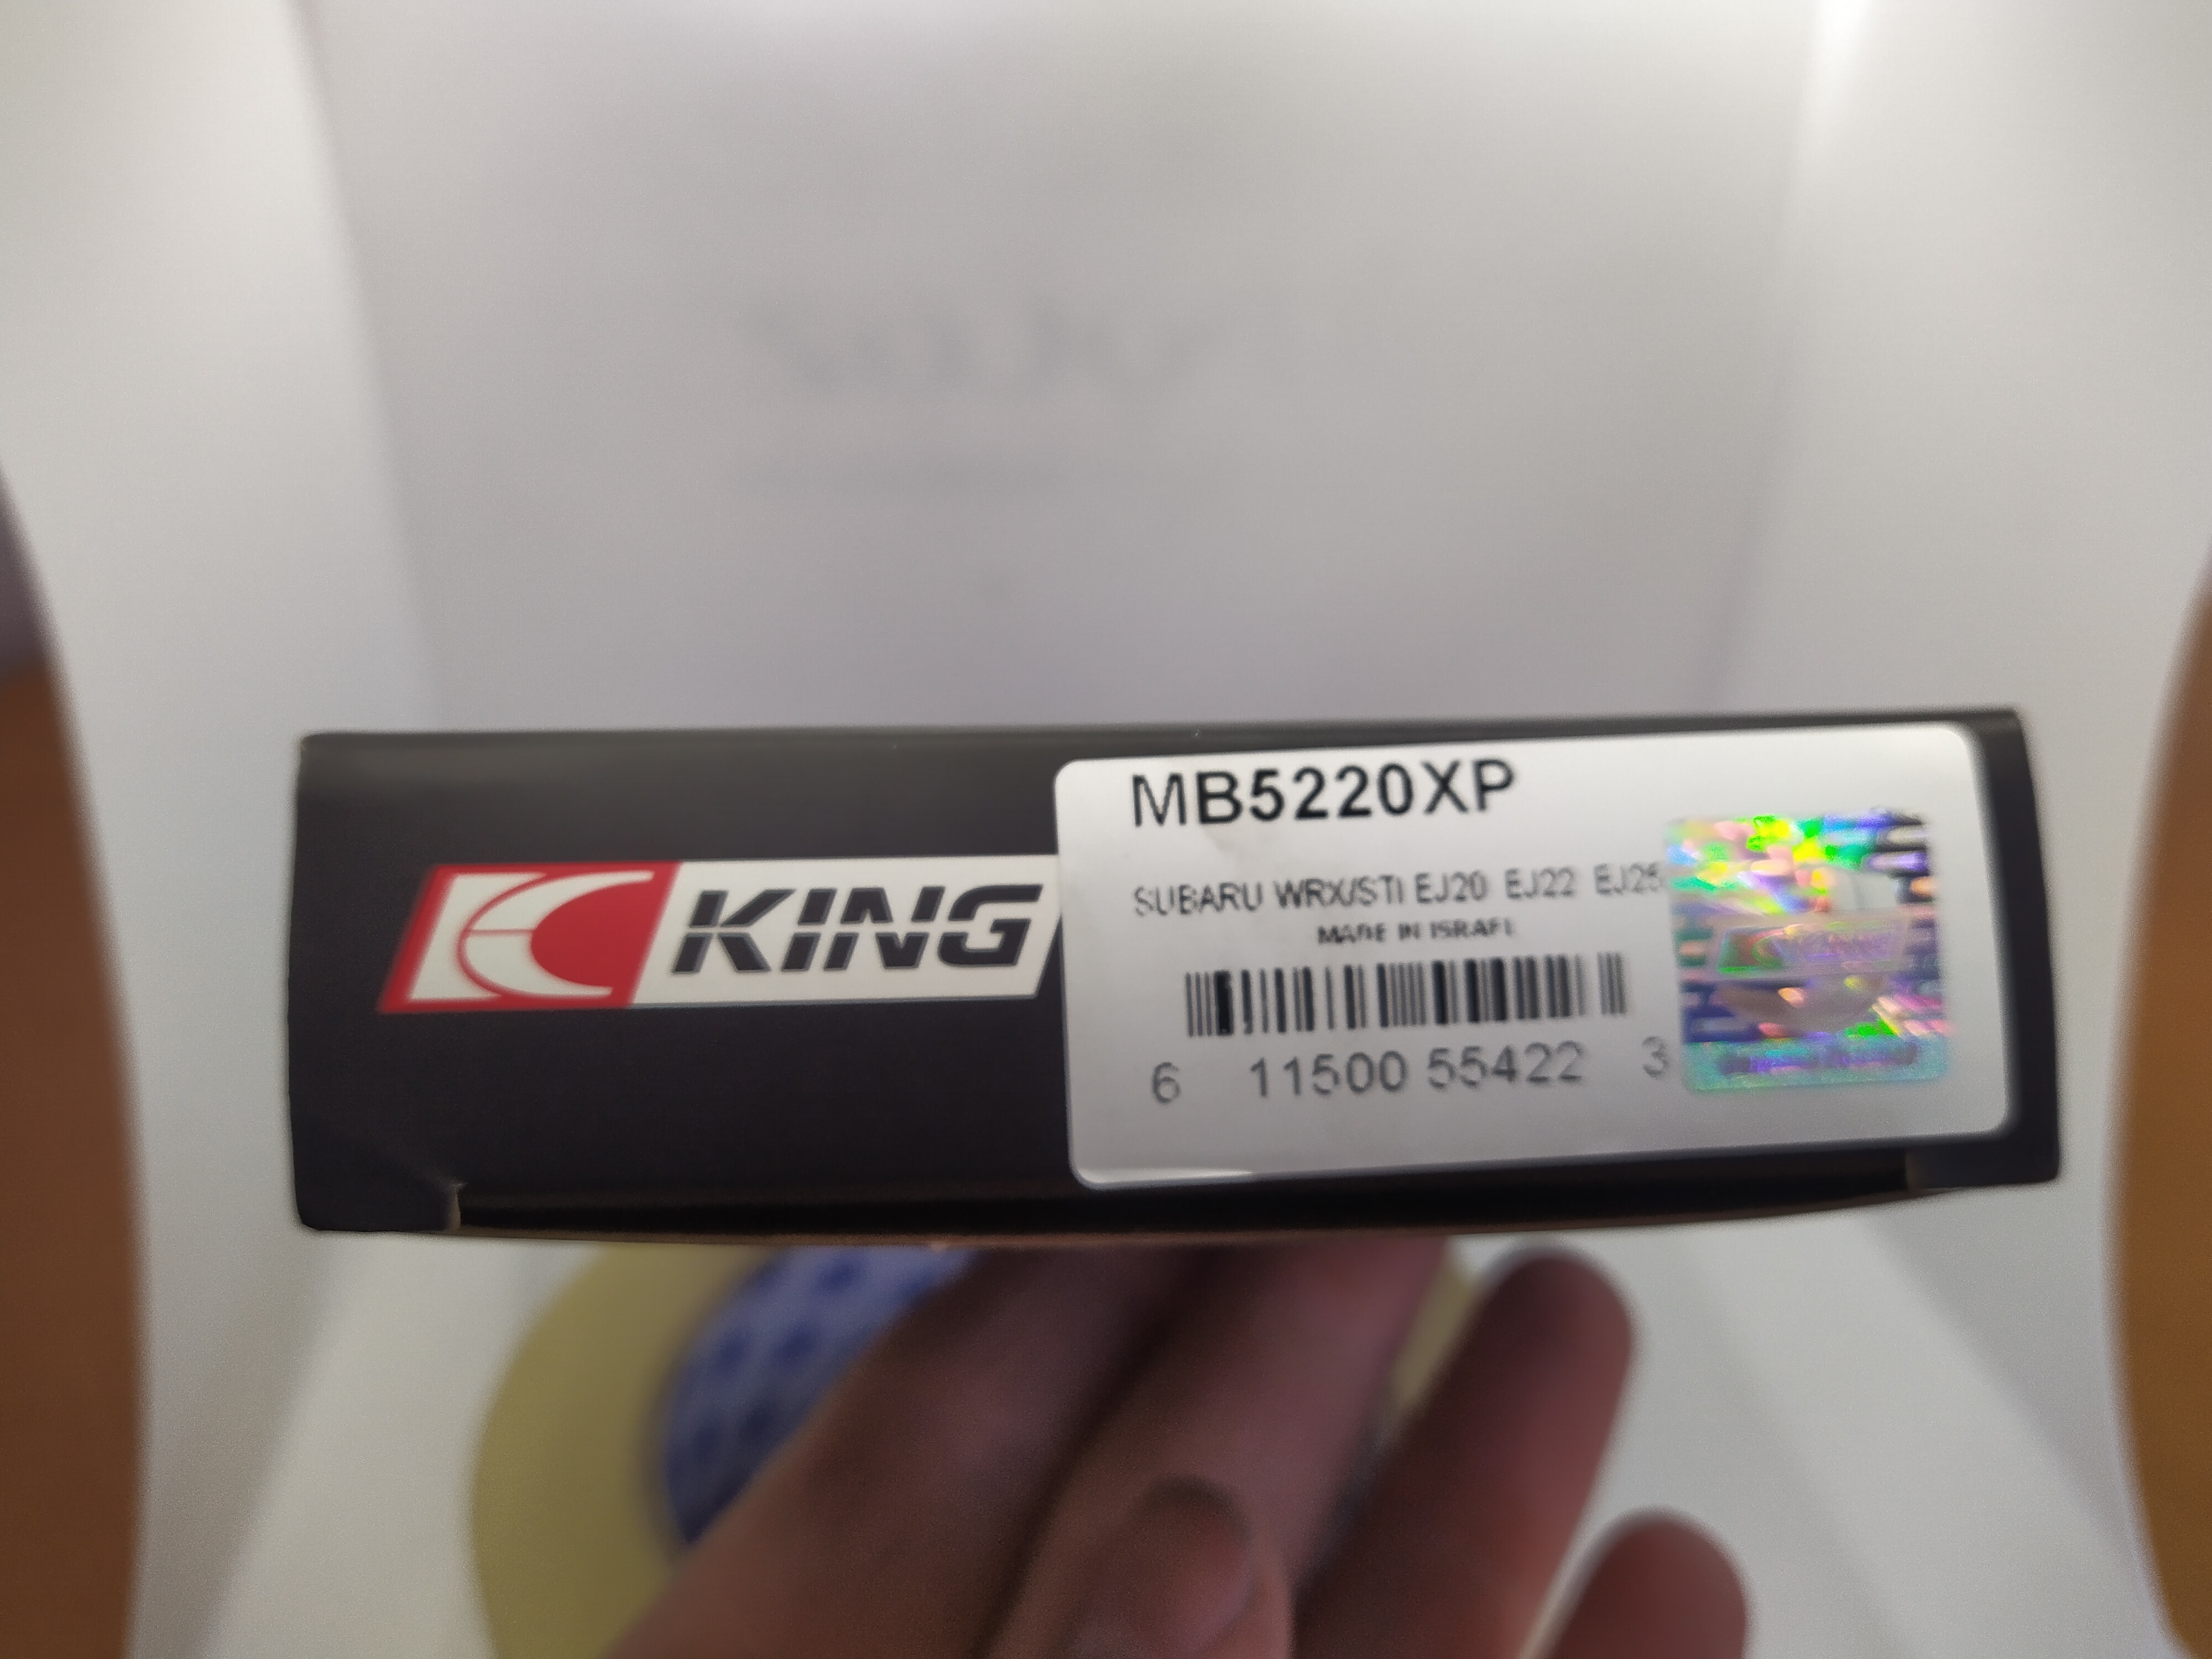 KING
MB5220XP
SUBARU WRX/STI EJ20 EJ22 EJ25
MADE IN ISRAEL
6 11500 55422 3